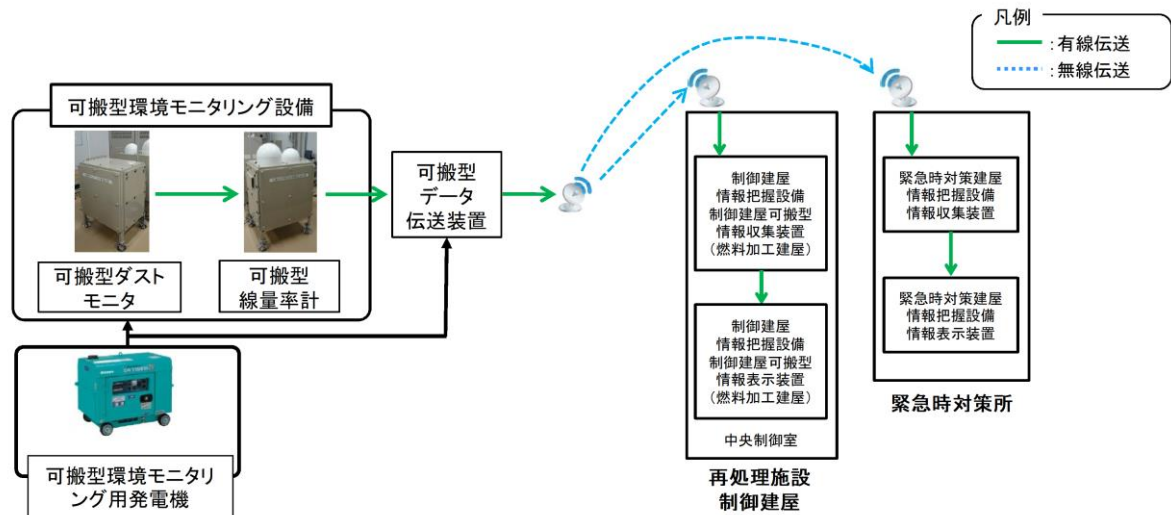 凡例
:有線伝送
:無線伝送
可搬型環境モニタリング設備
可搬型ダスト
モニタ
可搬型
線量率計
可搬型
データ
伝送装置
可搬型環境モニタリ
ング用発電機
制御建屋
情報把握設備
制御建屋可搬型
情報収集装置
(燃料加工建屋)
制御建屋
情報把握設備
制御建屋可搬型
情報表示装置
(燃料加工建屋)
中央制御室
再処理施設
制御建屋
緊急時対策建屋
情報把握設備
情報収集装置
緊急時対策建屋
情報把握設備
情報表示装置
緊急時対策所